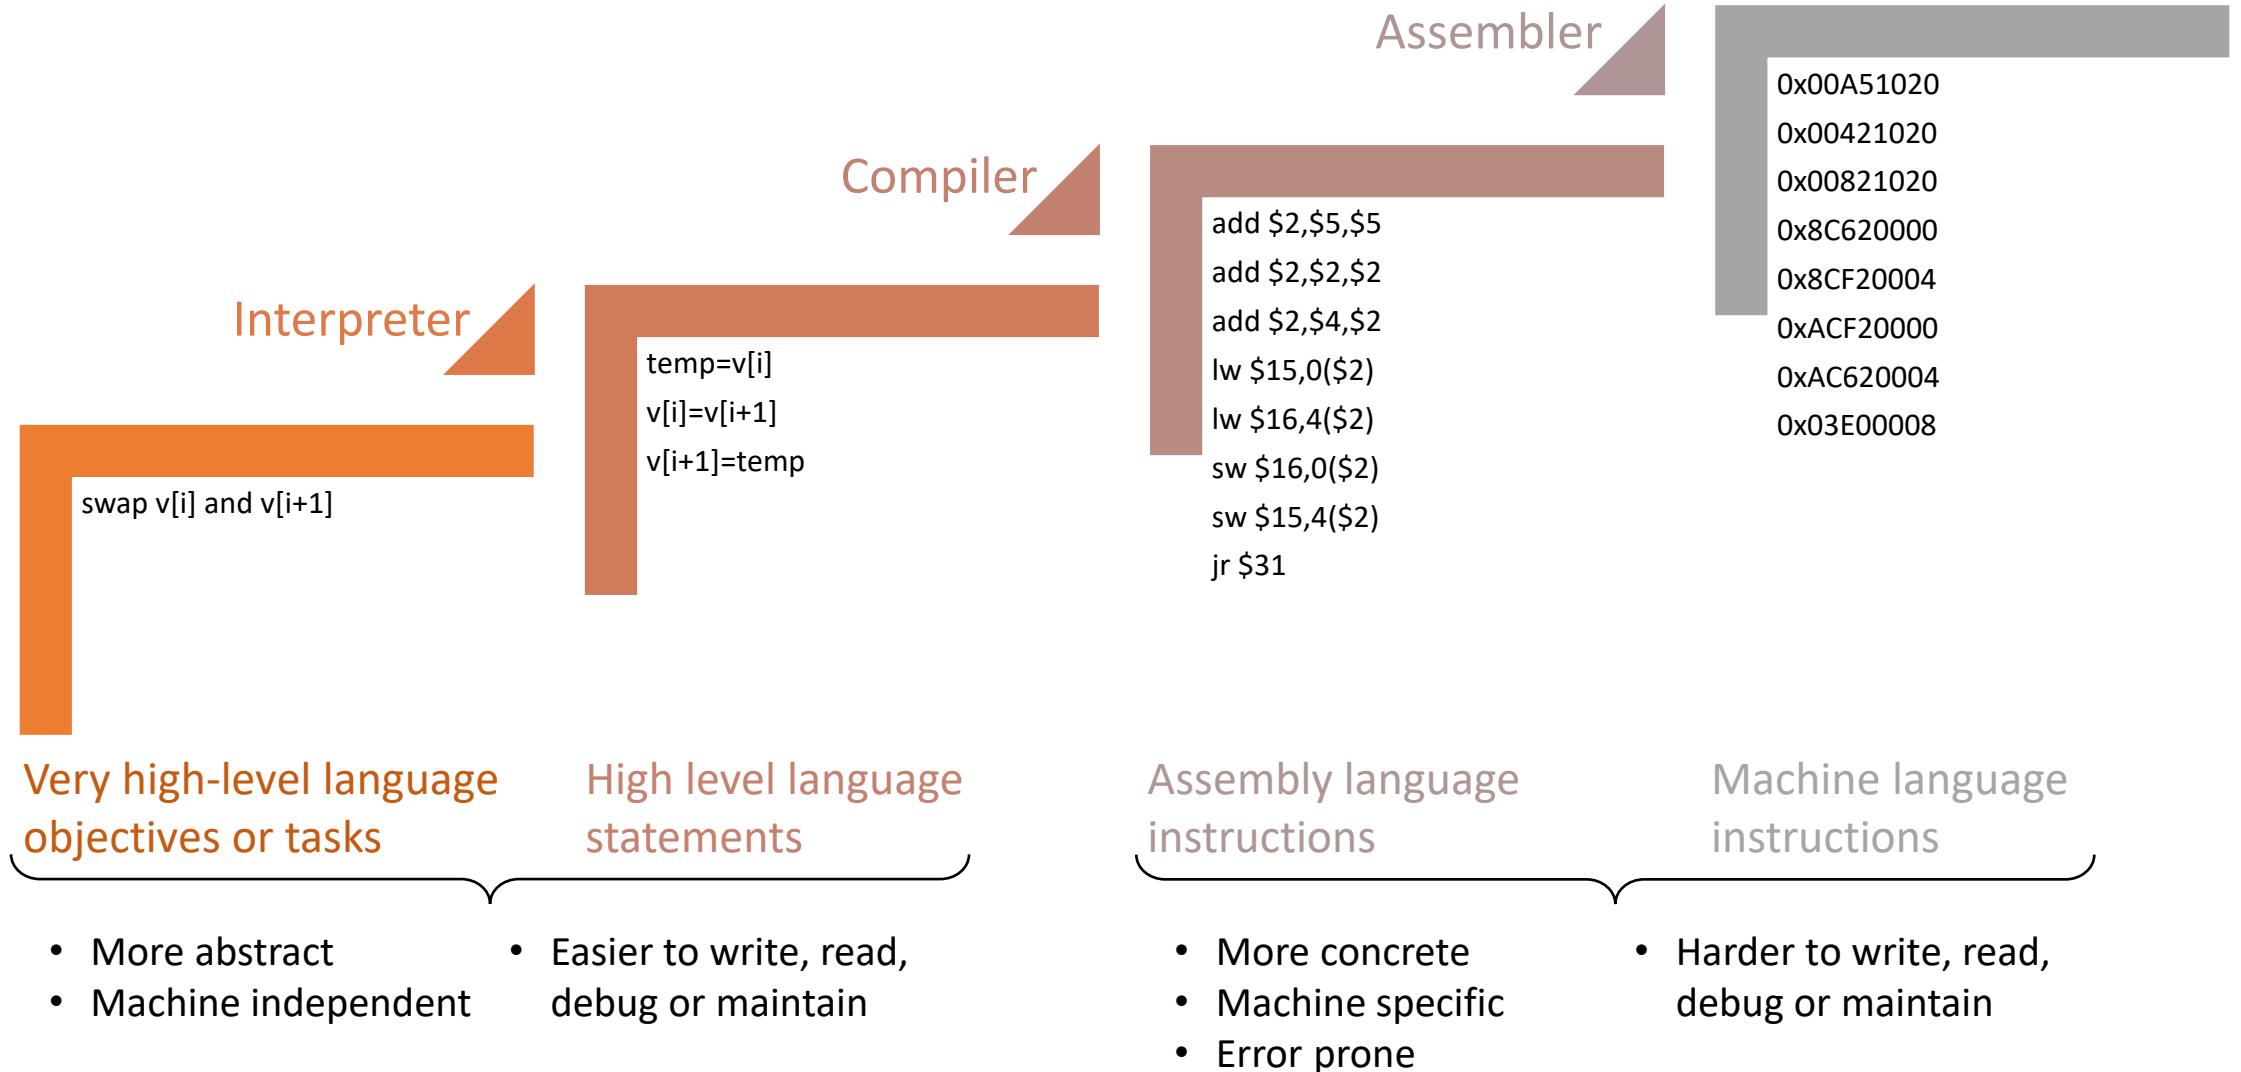 Interpreter
Compiler
Assembler
swap v[i] and v[i+1]
temp=v[i]
v[i]=v[i+1]
v[i+1]=temp
add $2,$5,$5
add $2,$2,$2
add $2,$4,$2
lw $15,0($2)
lw $16,4($2)
sw $16,0($2)
sw $15,4($2)
jr $31
0x00A51020
0x00421020
0x00821020
0x8C620000
0x8CF20004
0xACF20000
0xAC620004
0x03E00008
Very high-level language
objectives or tasks
High level language
statements
Assembly language
instructions
Machine language
instructions
• More abstract
• Machine independent
• Easier to write, read,
debug or maintain
• More concrete
• Machine specific
• Error prone
• Harder to write, read,
debug or maintain